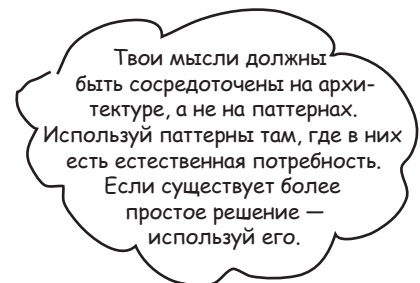 Твои мысли должны
быть сосредоточены на архи-
тектуре, а не на паттернах.
Используй паттерны там, где в них
есть естественная потребность.
Если существует более
простое решение —
используй его.